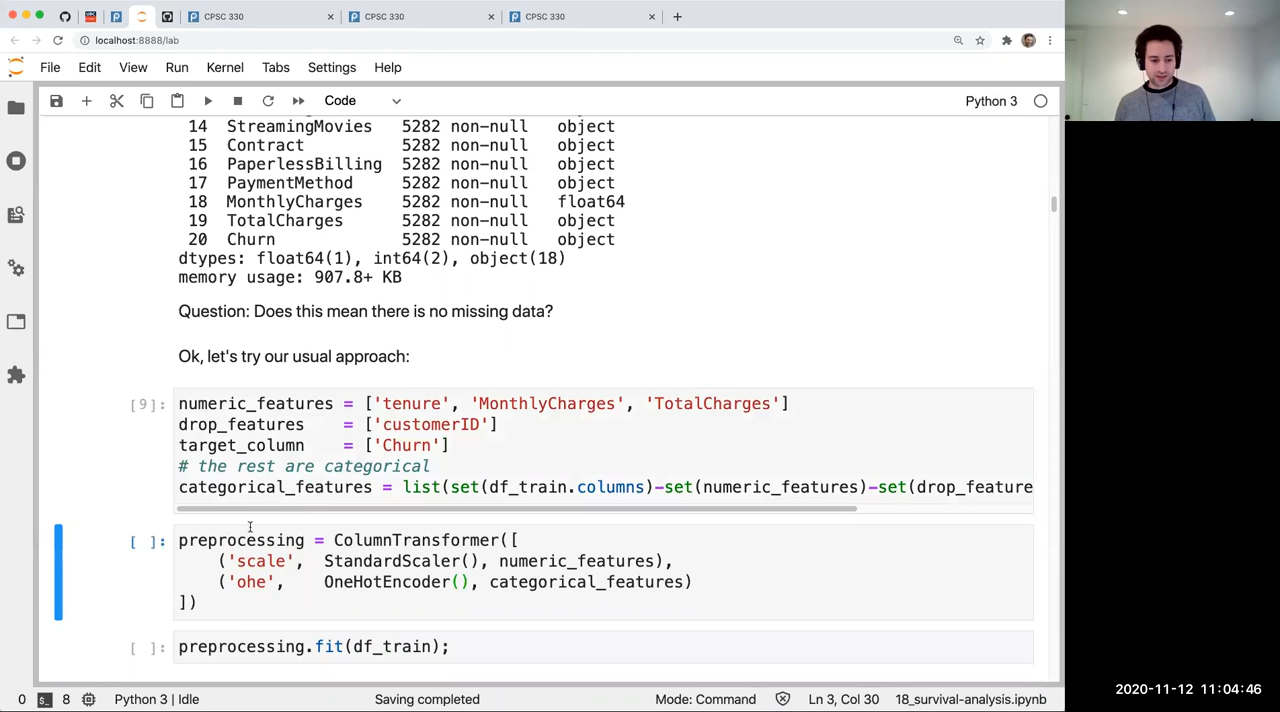 CPSC 330 × CPSC 330 × CPSC 330 × +
localhost:8888/lab
File Edit View Run Kernel Tabs Settings Help
Code Python 3
14 StreamingMovies 5282 non-null object
15 Contract 5282 non-null object
16 PaperlessBilling 5282 non-null object
17 PaymentMethod 5282 non-null object
18 MonthlyCharges 5282 non-null float64
19 TotalCharges 5282 non-null object
20 Churn 5282 non-null object
dtypes: float64(1), int64(2), object(18)
memory usage: 907.8+ KB
Question: Does this mean there is no missing data?
Ok, let's try our usual approach:
[9]: numeric_features = ['tenure', 'MonthlyCharges', 'TotalCharges']
drop_features = ['customerID']
target_column = ['Churn']
# the rest are categorical
categorical_features = list(set(df_train.columns)-set(numeric_features)-set(drop_feature
[ ]: preprocessing = ColumnTransformer([
('scale', StandardScaler(), numeric_features),
('ohe', OneHotEncoder(), categorical_features)
])
[ ]: preprocessing.fit(df_train);
0 8 Python 3 | Idle Saving completed Mode: Command Ln 3, Col 30 18_survival-analysis.ipynb
2020-11-12 11:04:46